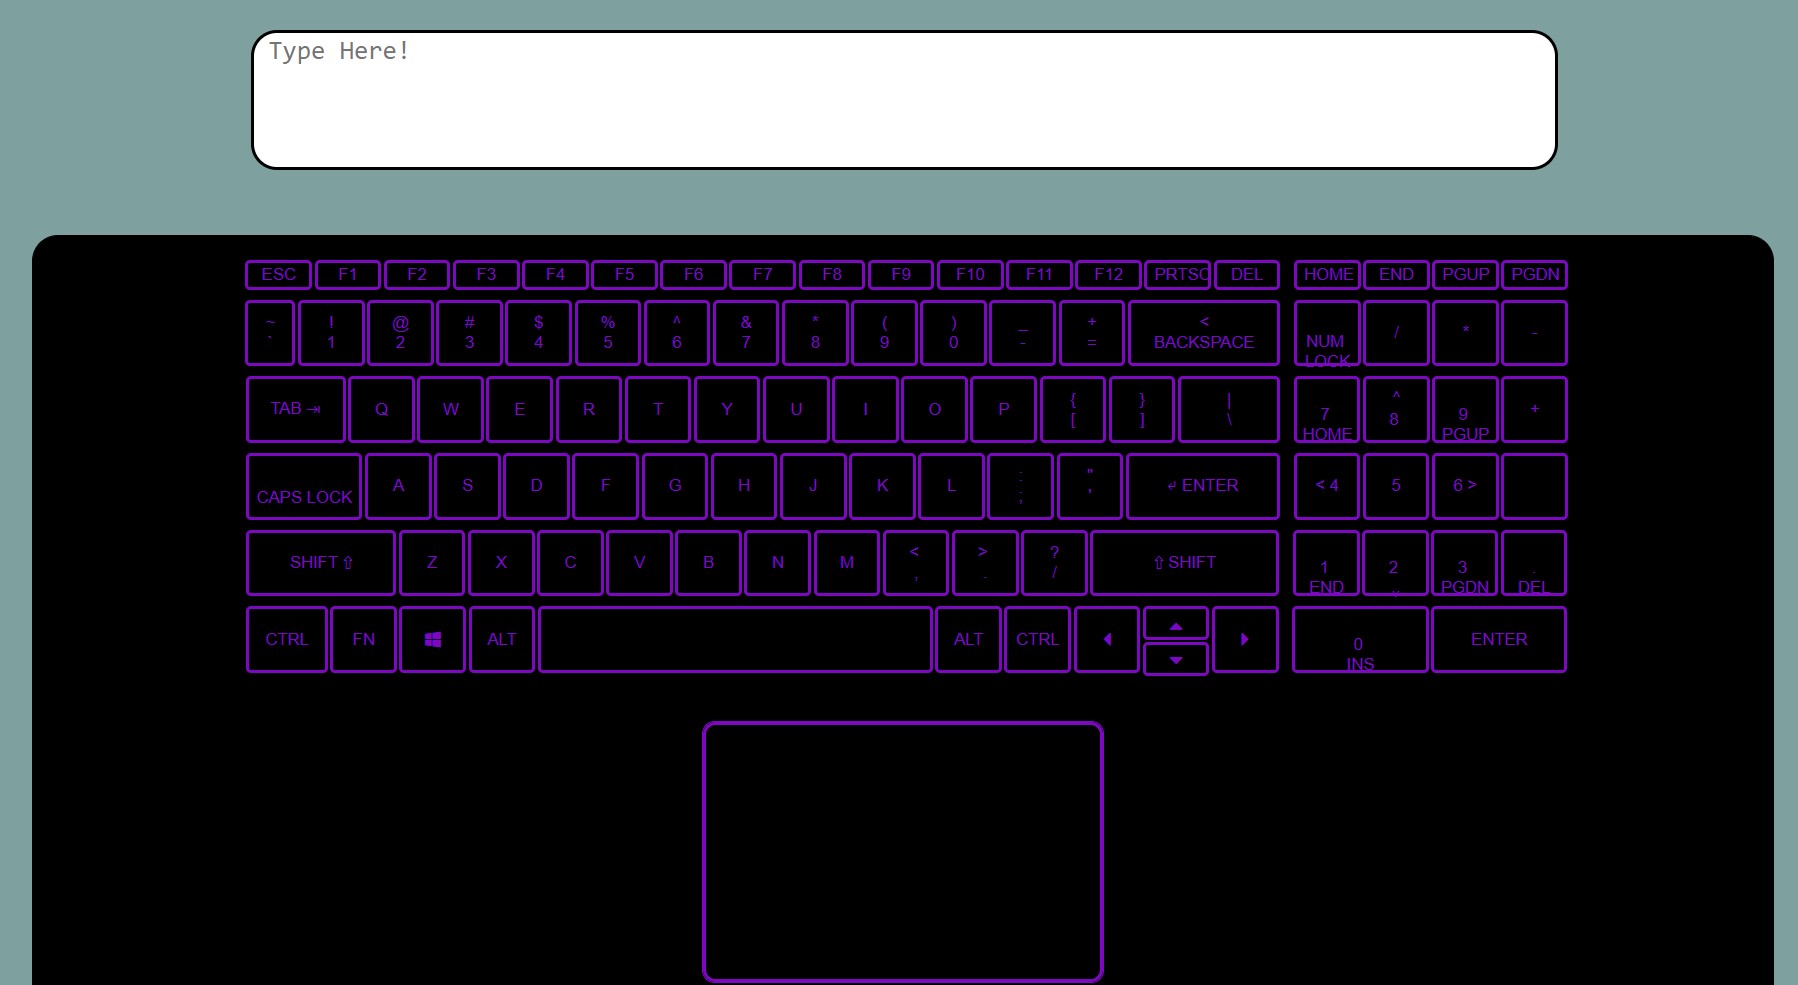 Type Here!
ESC F1 F2 F3 F4 F5 F6 F7 F8 F9 F10 F11 F12 PRTSC DEL HOME END PGUP PGDN
~ ! @ # $ % ^ & * ( ) _ + <
` 1 2 3 4 5 6 7 8 9 0 - = BACKSPACE NUM LOCK / * -
TAB ⇥ Q W E R T Y U I O P { } |
[ ] \ 7 HOME ^ 8 9 PGUP +
CAPS LOCK A S D F G H J K L : ; " ' ↲ ENTER < 4 5 6 >
SHIFT ⇧ Z X C V B N M < , > . ? / ⇧ SHIFT 1 END 2 3 PGDN . DEL
CTRL FN ALT ALT CTRL 0 INS ENTER